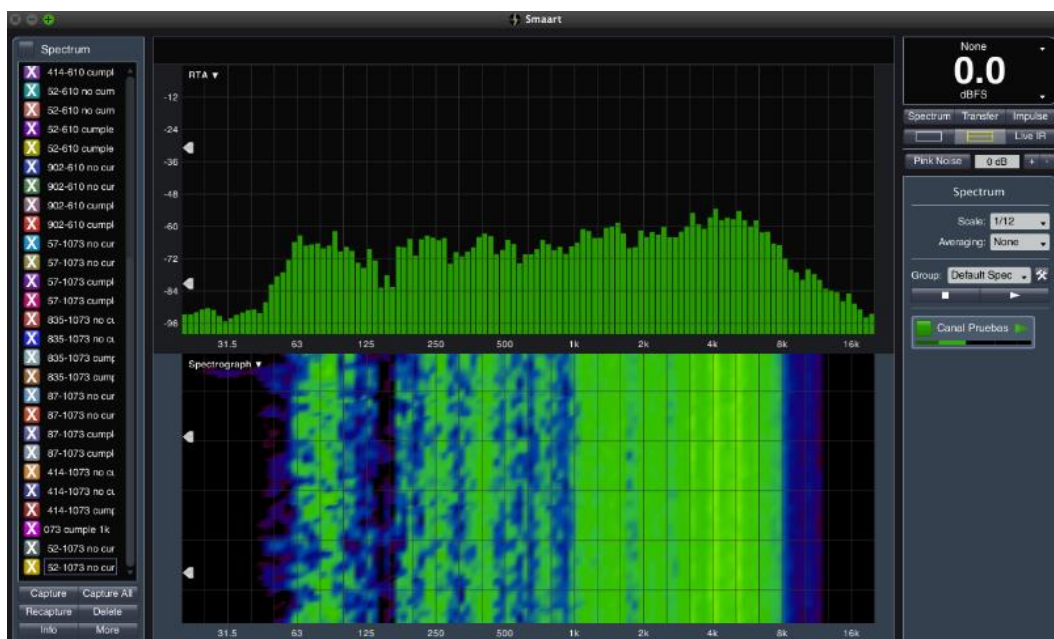 Smaart
Spectrum
414-610 cumpl
52-610 no cum
52-610 no cum
52-610 cumple
52-610 cumple
902-610 no cur
902-610 no cur
902-610 cumpl
902-610 cumpl
57-1073 no cur
57-1073 no cur
57-1073 cumpl
57-1073 cumpl
835-1073 no cu
835-1073 no cu
835-1073 cump
835-1073 cump
87-1073 no cur
87-1073 no cur
87-1073 cumpl
87-1073 cumpl
414-1073 no cu
414-1073 no cu
414-1073 cump
073 cumple 1k
52-1073 no cur
52-1073 no cur
Capture Capture All
Recapture Delete
Info More
RTA ▼
-12
-24
-36
-48
-60
-72
-84
-96
31.5 63 125 250 500 1k 2k 4k 8k 16k
Spectrograph ▼
31.5 63 125 250 500 1k 2k 4k 8k 16k
None
0.0
dBFS
Spectrum Transfer Impulse
Live IR
Pink Noise 0 dB + -
Spectrum
Scale: 1/12
Averaging: None
Group: Default Spec
Canal Pruebas